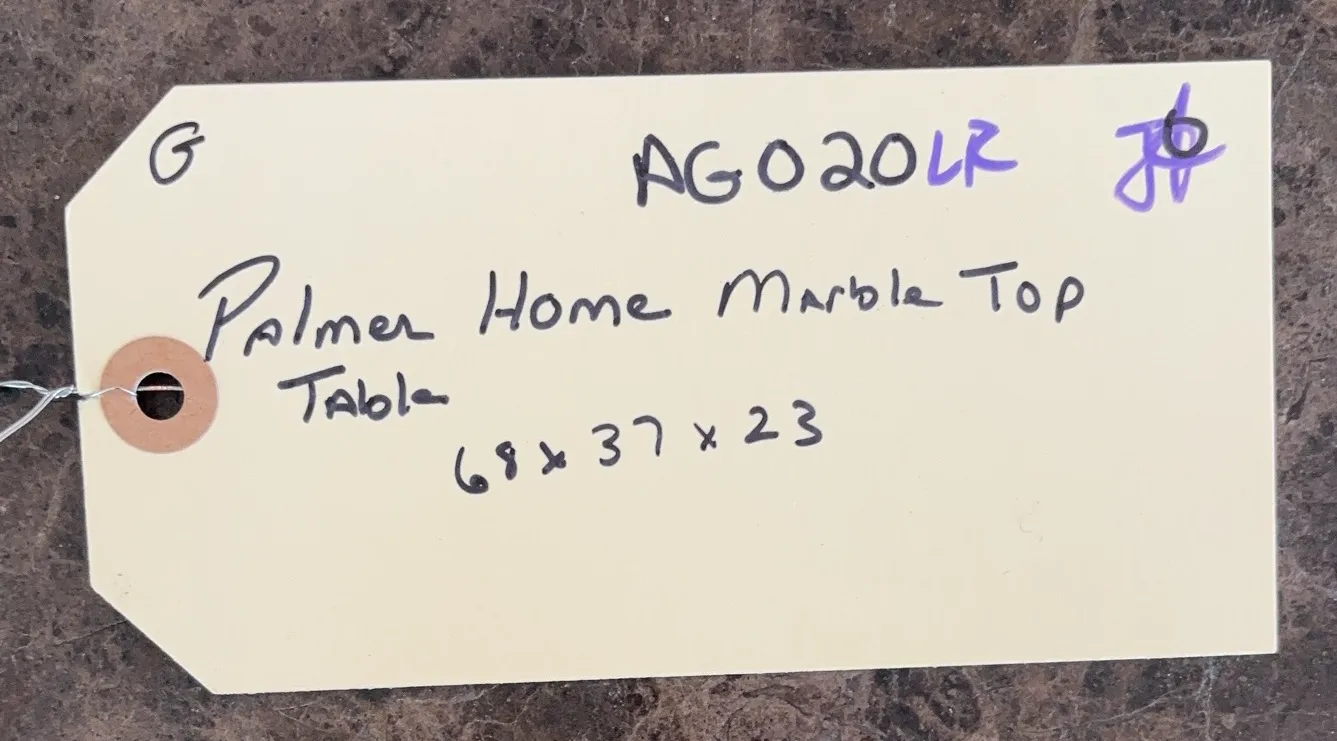 G AG020LR
Palmer Home Marble Top
Table
68 x 37 x 23